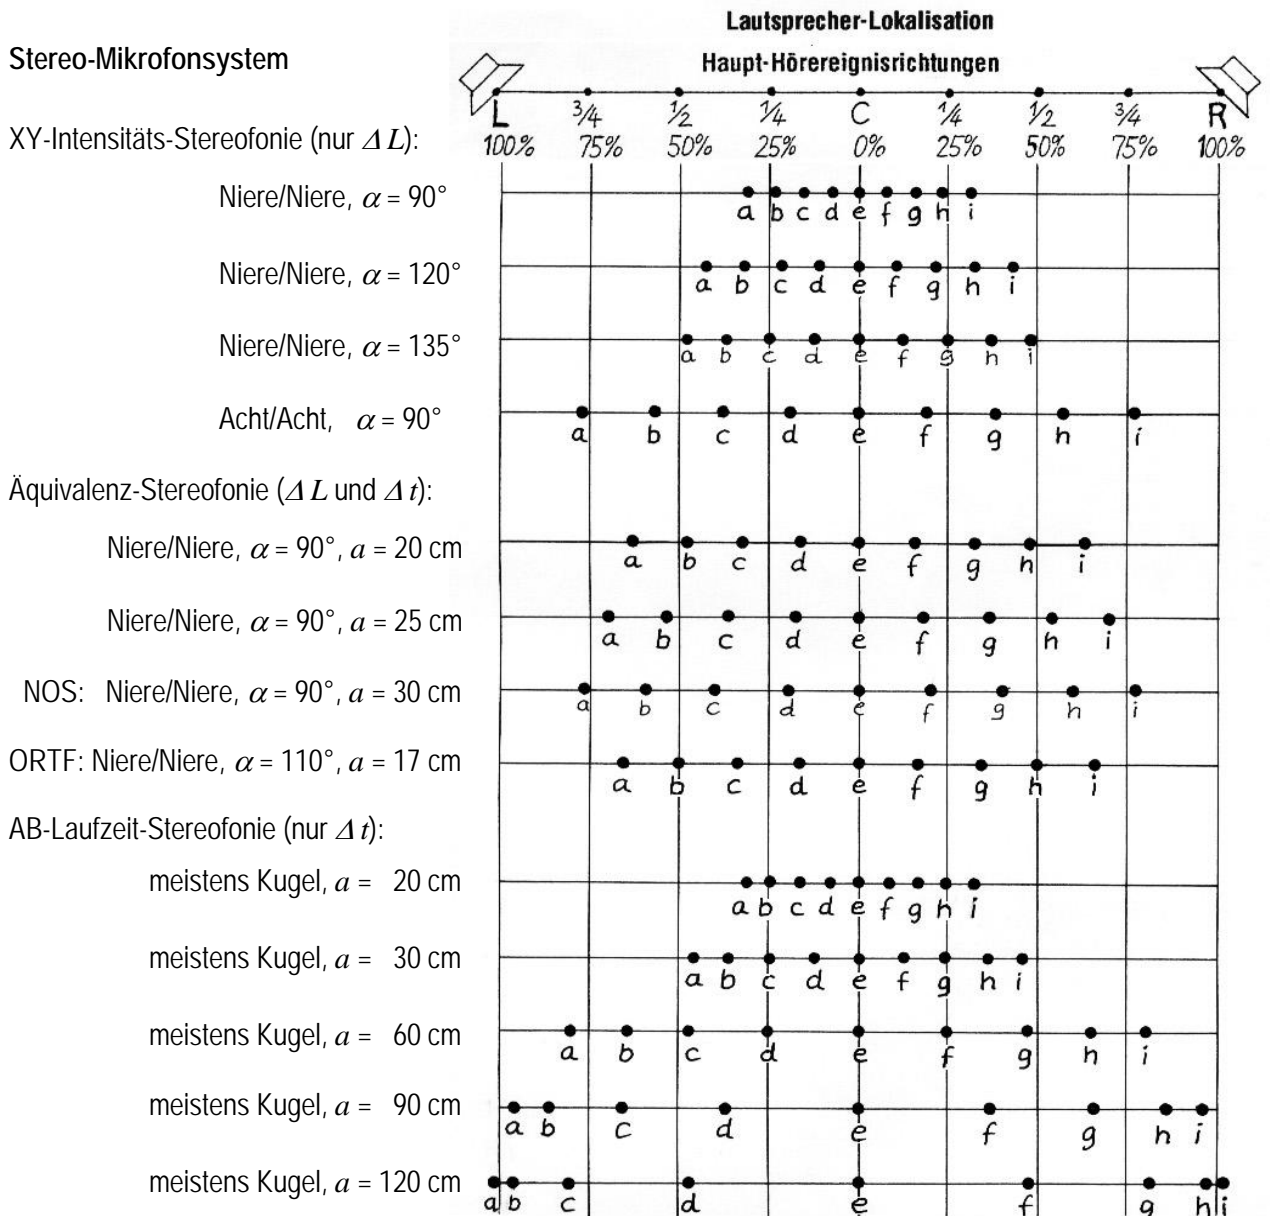 Lautsprecher-Lokalisation
Stereo-Mikrofonsystem
Haupt-Hörereignisrichtungen
L ¾ ½ ¼ C ¼ ½ ¾ R
XY-Intensitäts-Stereofonie (nur Δ L):
100% 75% 50% 25% 0% 25% 50% 75% 100%
Niere/Niere, α = 90°
a b c d e f g h i
Niere/Niere, α = 120°
a b c d e f g h i
Niere/Niere, α = 135°
a b c d e f g h i
Acht/Acht, α = 90°
a b c d e f g h i
Äquivalenz-Stereofonie (Δ L und Δ t):
Niere/Niere, α = 90°, a = 20 cm
a b c d e f g h i
Niere/Niere, α = 90°, a = 25 cm
a b c d e f g h i
NOS: Niere/Niere, α = 90°, a = 30 cm
a b c d e f g h i
ORTF: Niere/Niere, α = 110°, a = 17 cm
a b c d e f g h i
AB-Laufzeit-Stereofonie (nur Δ t):
meistens Kugel, a = 20 cm
a b c d e f g h i
meistens Kugel, a = 30 cm
a b c d e f g h i
meistens Kugel, a = 60 cm
a b c d e f g h i
meistens Kugel, a = 90 cm
a b c d e f g h i
meistens Kugel, a = 120 cm
a b c d e f g h i